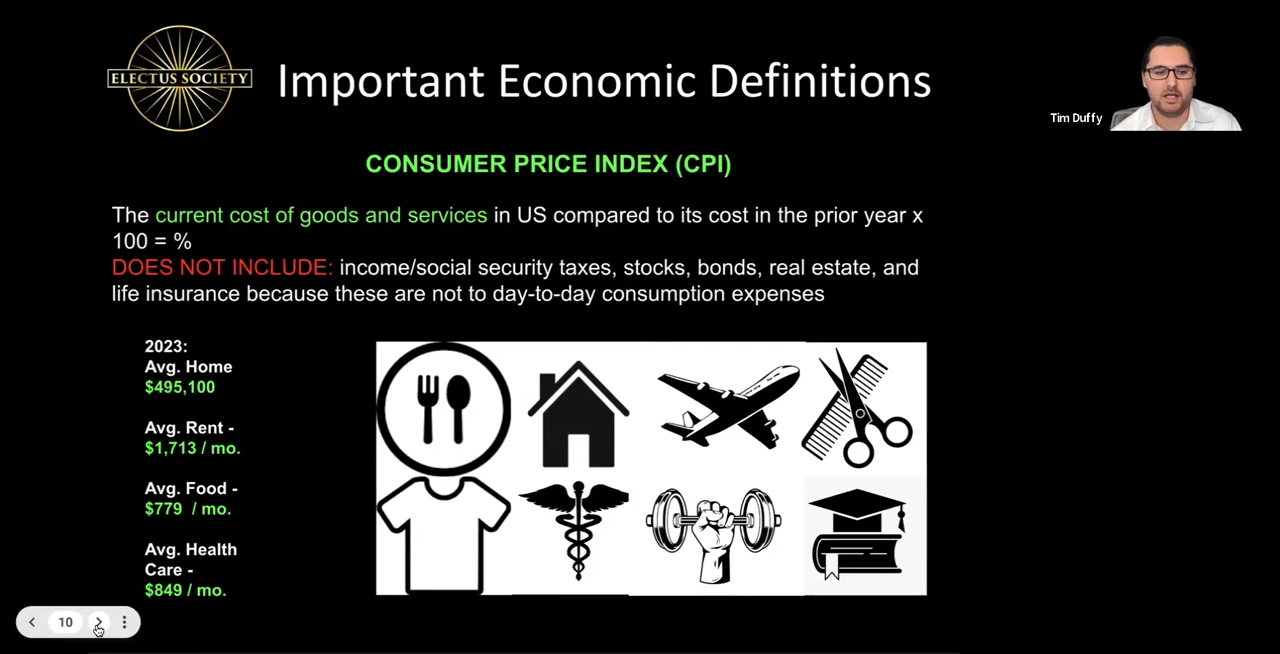 ELECTUS SOCIETY
Important Economic Definitions
Tim Duffy
CONSUMER PRICE INDEX (CPI)
The current cost of goods and services in US compared to its cost in the prior year x
100 = %
DOES NOT INCLUDE: income/social security taxes, stocks, bonds, real estate, and
life insurance because these are not to day-to-day consumption expenses
2023:
Avg. Home
$495,100
Avg. Rent -
$1,713 / mo.
Avg. Food -
$779 / mo.
Avg. Health
Care -
$849 / mo.
10